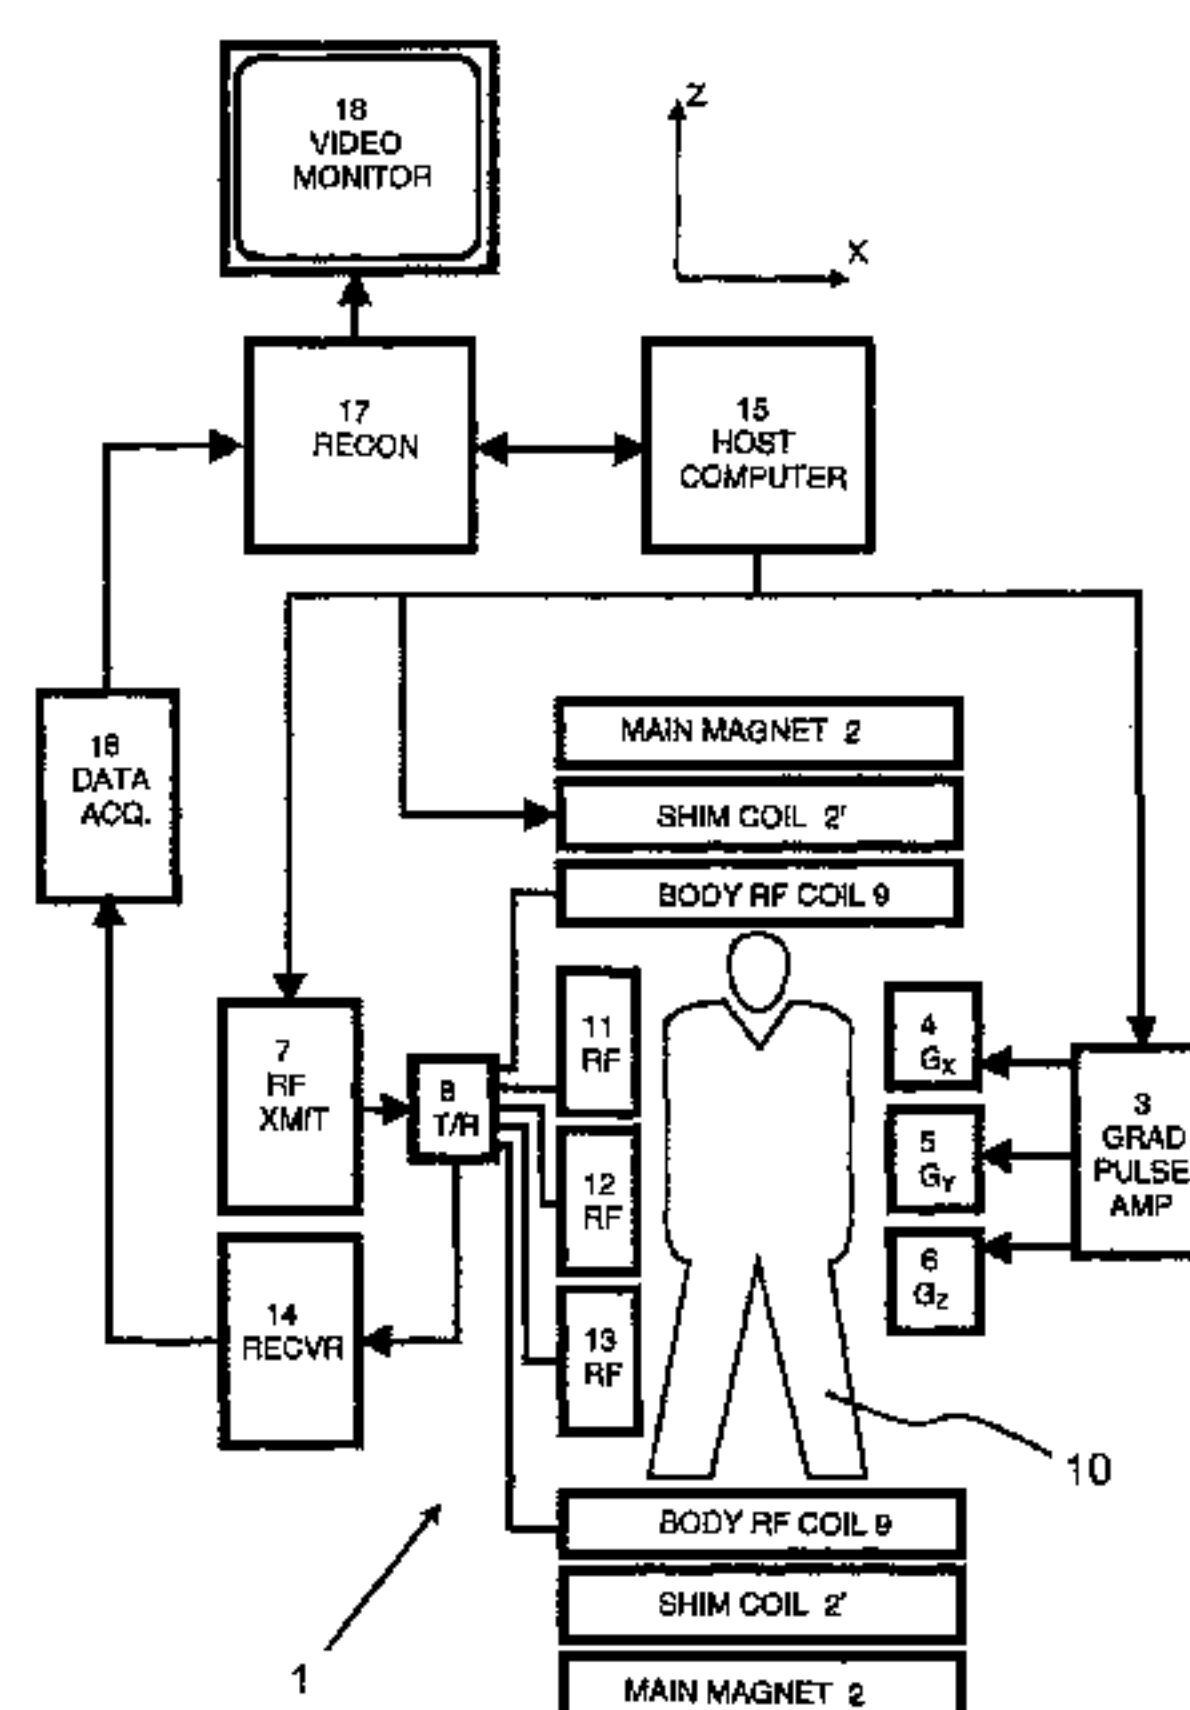 18
VIDEO
MONITOR
Z
X
17
RECON
15
HOST
COMPUTER
16
DATA
ACQ.
MAIN MAGNET 2
SHIM COIL 2'
BODY RF COIL 9
7
RF
XMIT
8
T/R
11
RF
12
RF
13
RF
4
GX
5
GY
6
GZ
3
GRAD
PULSE
AMP
14
RECVR
10
BODY RF COIL 9
SHIM COIL 2'
MAIN MAGNET 2
1